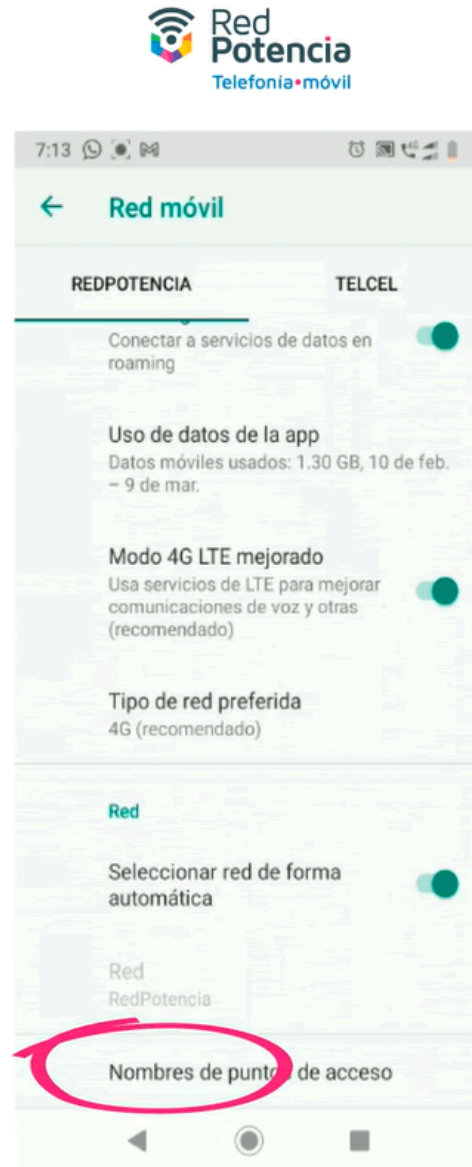 Red
Potencia
Telefonía•móvil
7:13
4G
Red móvil
REDPOTENCIA
TELCEL
Conectar a servicios de datos en
roaming
Uso de datos de la app
Datos móviles usados: 1.30 GB, 10 de feb.
– 9 de mar.
Modo 4G LTE mejorado
Usa servicios de LTE para mejorar
comunicaciones de voz y otras
(recomendado)
Tipo de red preferida
4G (recomendado)
Red
Seleccionar red de forma
automática
Red
RedPotencia
Nombres de puntos de acceso